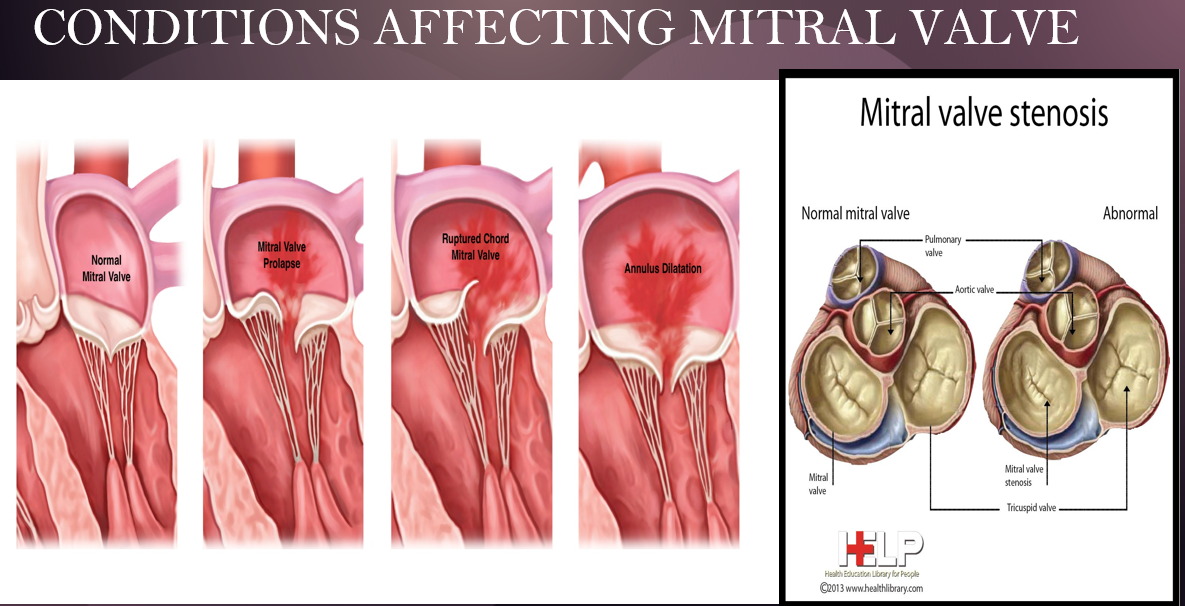 CONDITIONS AFFECTING MITRAL VALVE
Normal
Mitral Valve
Mitral Valve
Prolapse
Ruptured Chord
Mitral Valve
Annulus Dilatation
Mitral valve stenosis
Normal mitral valve
Abnormal
Pulmonary
valve
Aortic valve
Mitral
valve
Mitral valve
stenosis
Tricuspid valve
HELP
Health Education Library for People
©2013 www.healthlibrary.com